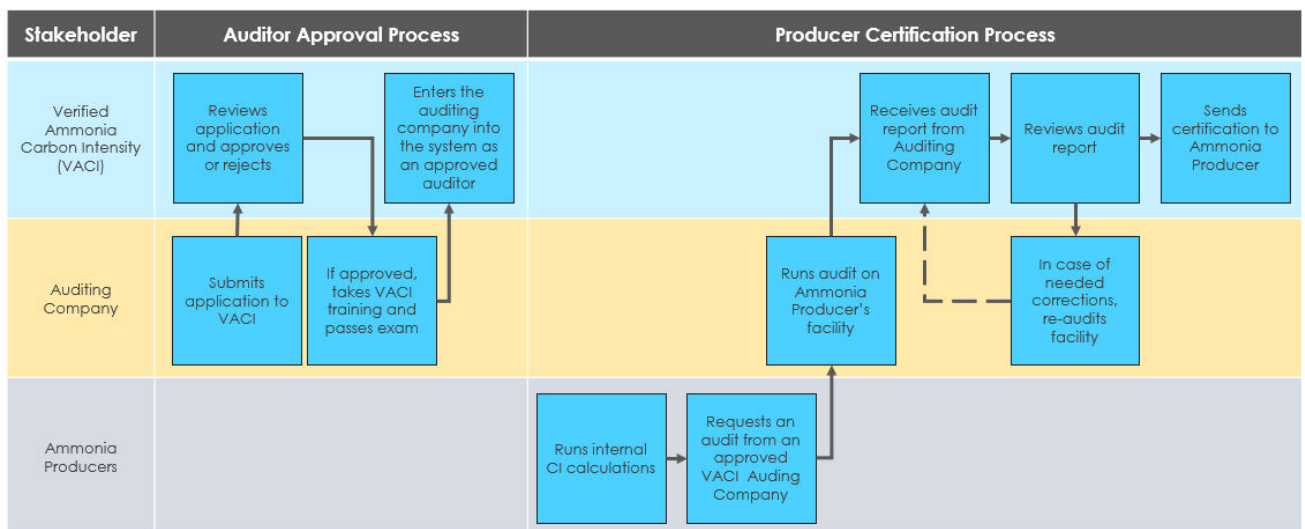 Stakeholder
Auditor Approval Process
Producer Certification Process
Verified
Ammonia
Carbon Intensity
(VACI)
Reviews
application
and approves
or rejects
Enters the
auditing
company into
the system as
an approved
auditor
Receives audit
report from
Auditing
Company
Reviews audit
report
Sends
certification to
Ammonia
Producer
Auditing
Company
Submits
application to
VACI
If approved,
takes VACI
training and
passes exam
Runs audit on
Ammonia
Producer's
facility
In case of
needed
corrections,
re-audits
facility
Ammonia
Producers
Runs internal
CI calculations
Requests an
audit from an
approved
VACI Auding
Company